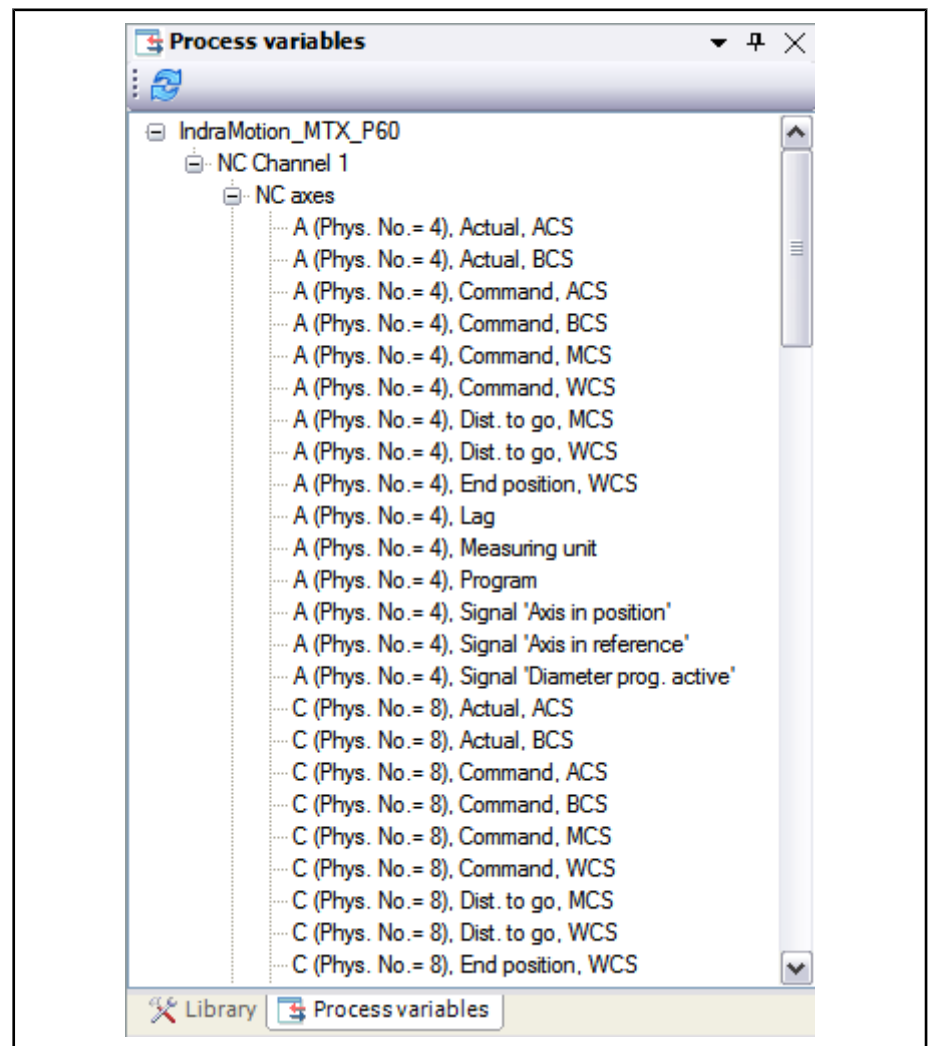 Process variables
IndraMotion_MTX_P60
NC Channel 1
NC axes
A (Phys. No.= 4), Actual, ACS
A (Phys. No.= 4), Actual, BCS
A (Phys. No.= 4), Command, ACS
A (Phys. No.= 4), Command, BCS
A (Phys. No.= 4), Command, MCS
A (Phys. No.= 4), Command, WCS
A (Phys. No.= 4), Dist. to go, MCS
A (Phys. No.= 4), Dist. to go, WCS
A (Phys. No.= 4), End position, WCS
A (Phys. No.= 4), Lag
A (Phys. No.= 4), Measuring unit
A (Phys. No.= 4), Program
A (Phys. No.= 4), Signal 'Axis in position'
A (Phys. No.= 4), Signal 'Axis in reference'
A (Phys. No.= 4), Signal 'Diameter prog. active'
C (Phys. No.= 8), Actual, ACS
C (Phys. No.= 8), Actual, BCS
C (Phys. No.= 8), Command, ACS
C (Phys. No.= 8), Command, BCS
C (Phys. No.= 8), Command, MCS
C (Phys. No.= 8), Command, WCS
C (Phys. No.= 8), Dist. to go, MCS
C (Phys. No.= 8), Dist. to go, WCS
C (Phys. No.= 8), End position, WCS
Library Process variables